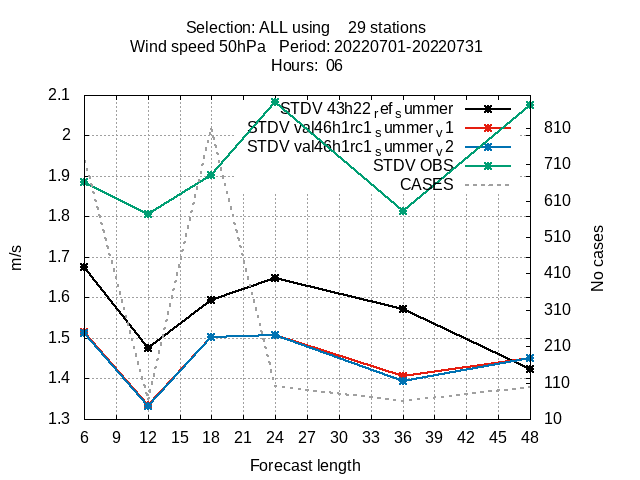 Selection: ALL using    29 stations
Wind speed 50hPa   Period: 20220701-20220731
Hours:  06
STDV 43h22refsummer
STDV val46h1rc1summerv1
STDV val46h1rc1summerv2
STDV OBS
CASES
2.1
2
1.9
1.8
1.7
1.6
1.5
1.4
1.3
m/s
810
710
610
510
410
310
210
110
10
No cases
6 9 12 15 18 21 24 27 30 33 36 39 42 45 48
Forecast length